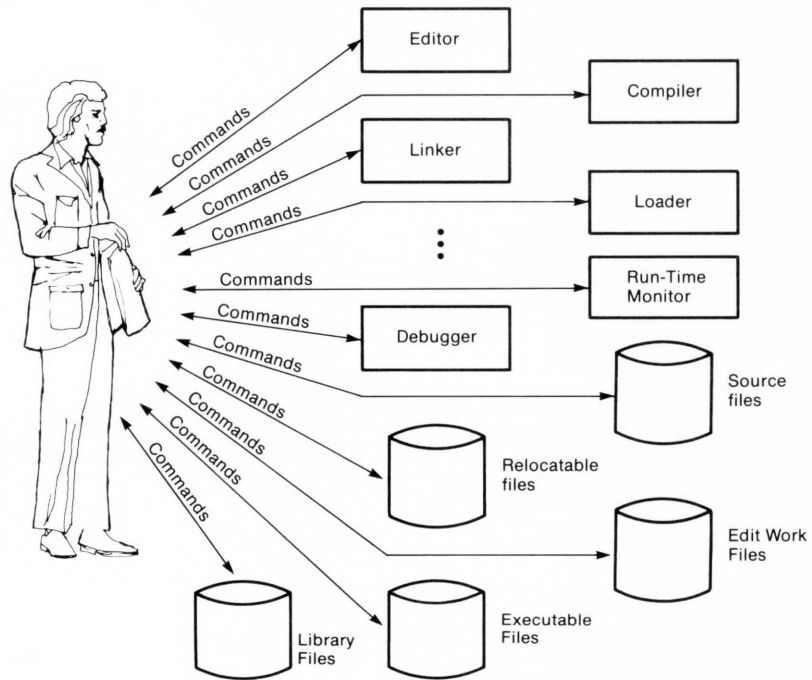 Editor
Compiler
Commands
Commands
Linker
Commands
Commands
Loader
Commands
Run-Time
Monitor
Commands
Debugger
Commands
Source
files
Commands
Relocatable
files
Commands
Edit Work
Files
Commands
Executable
Files
Commands
Library
Files